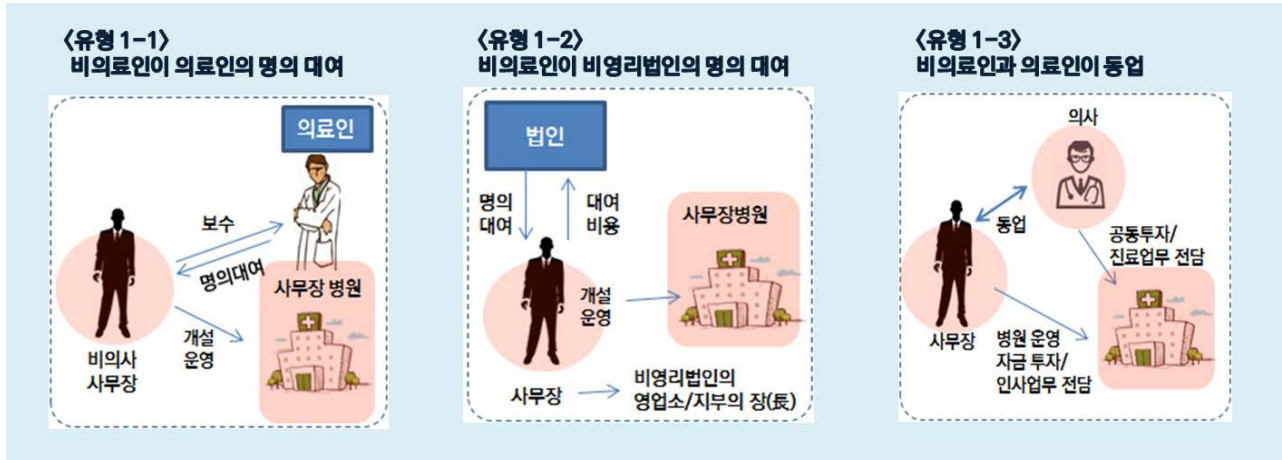 〈유형 1-1〉
비의료인이 의료인의 명의 대여
의료인
보수
명의대여
사무장 병원
개설
운영
비의사
사무장
〈유형 1-2〉
비의료인이 비영리법인의 명의 대여
법인
명의
대여
대여
비용
사무장병원
개설
운영
사무장
비영리법인의
영업소/지부의 장(長)
〈유형 1-3〉
비의료인과 의료인이 동업
의사
동업
공동투자/
진료업무 전담
사무장
병원 운영
자금 투자/
인사업무 전담